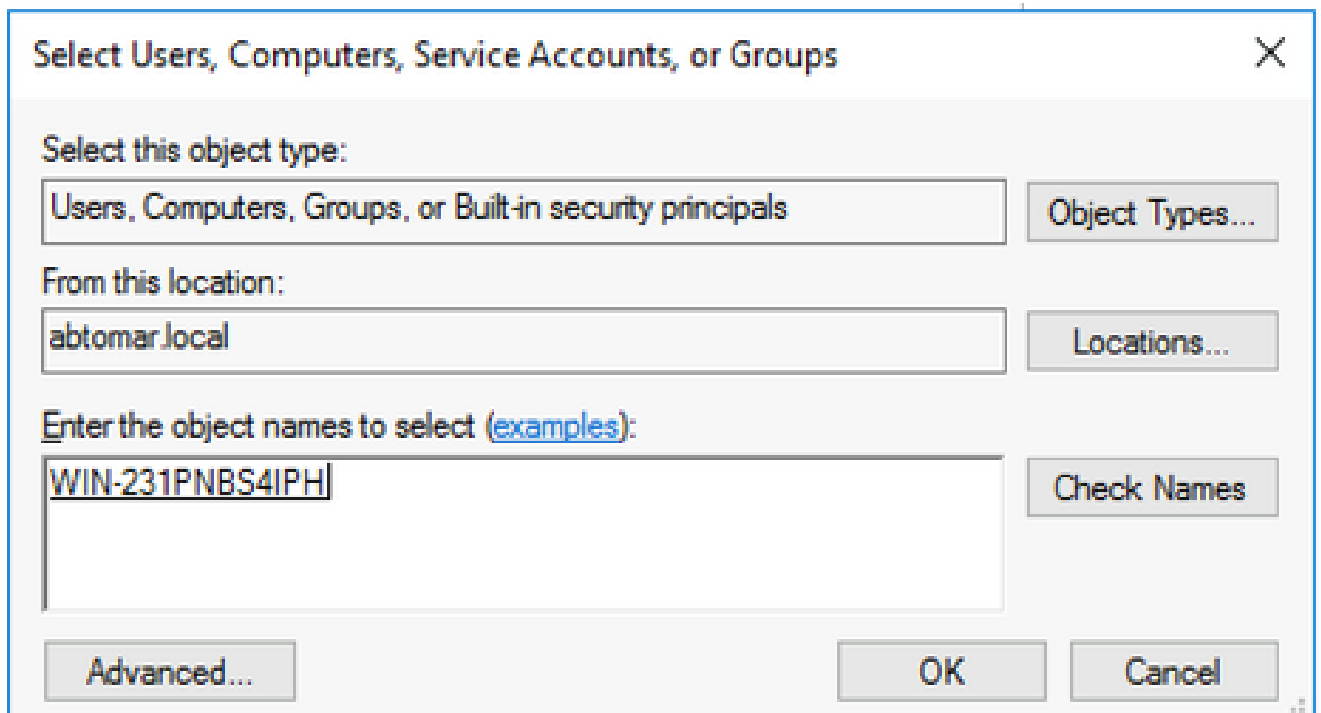 Select Users, Computers, Service Accounts, or Groups
Select this object type:
Users, Computers, Groups, or Built-in security principals
Object Types...
From this location:
abtomar.local
Locations...
Enter the object names to select (examples):
WIN-231PNBS4IPH
Check Names
Advanced...
OK
Cancel